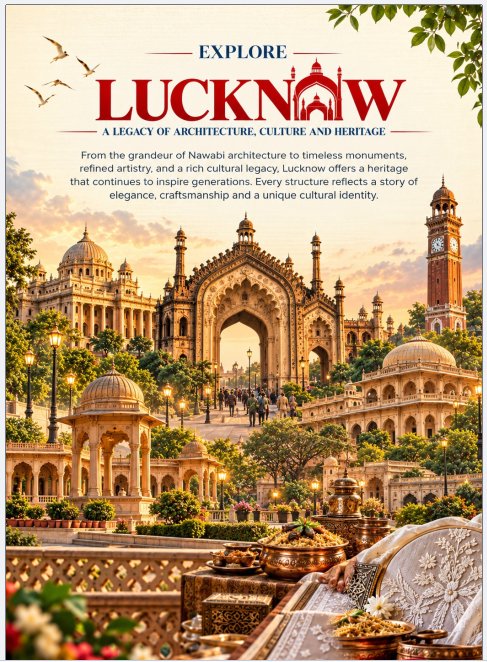 EXPLORE
LUCKNOW
A LEGACY OF ARCHITECTURE, CULTURE AND HERITAGE
From the grandeur of Nawabi architecture to timeless monuments,
refined artistry, and a rich cultural legacy, Lucknow offers a heritage
that continues to inspire generations. Every structure reflects a story of
elegance, craftsmanship and a unique cultural identity.